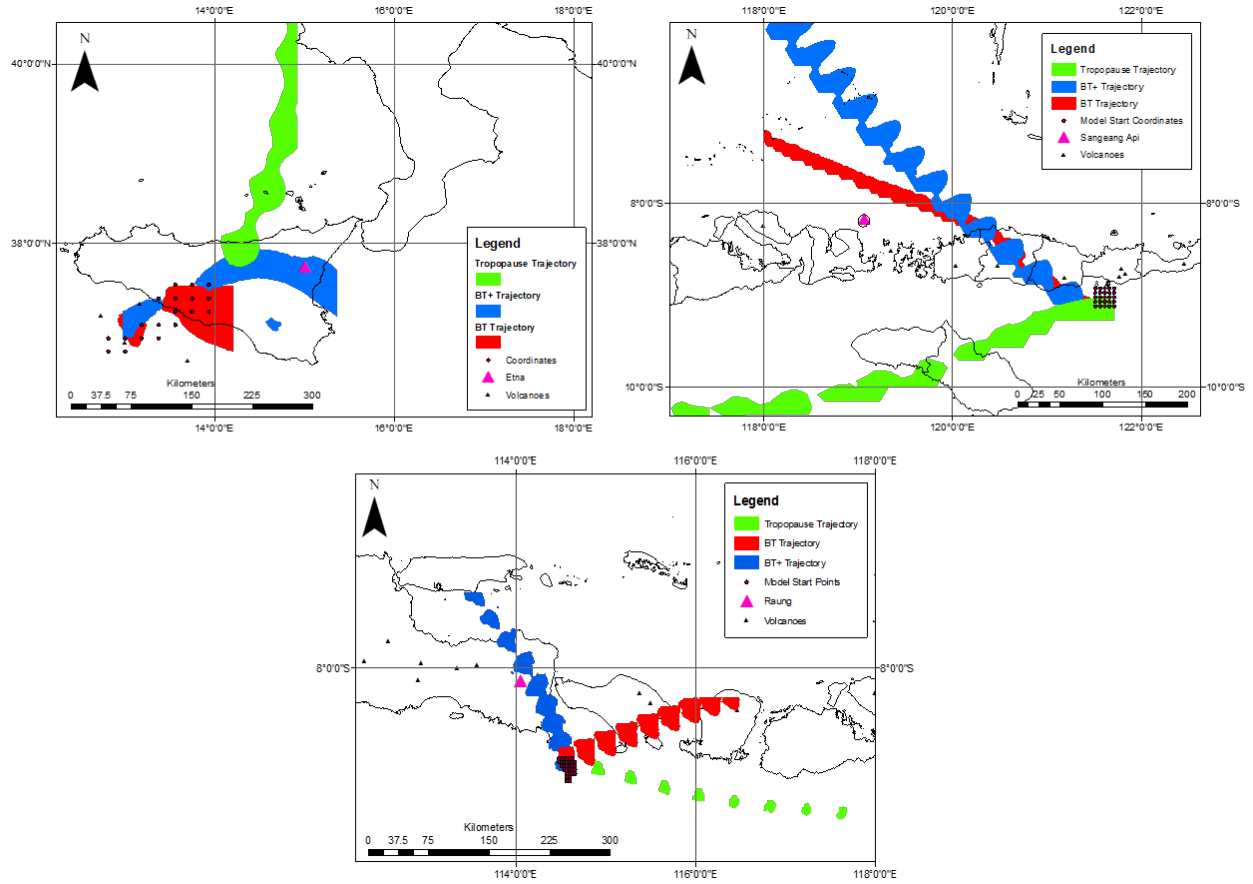 14°0'0"E 16°0'0"E 18°0'0"E
N
40°0'0"N 40°0'0"N
38°0'0"N 38°0'0"N
Legend
Tropopause Trajectory
BT+ Trajectory
BT Trajectory
Coordinates
Etna
Volcanoes
Kilometers
0 37.5 75 150 225 300
14°0'0"E 16°0'0"E 18°0'0"E
118°0'0"E 120°0'0"E 122°0'0"E
N
Legend
Tropopause Trajectory
BT+ Trajectory
BT Trajectory
Model Start Coordinates
Sangeang Api
Volcanoes
8°0'0"S 8°0'0"S
10°0'0"S 10°0'0"S
Kilometers
0 25 50 100 150 200
118°0'0"E 120°0'0"E 122°0'0"E
114°0'0"E 116°0'0"E 118°0'0"E
N
Legend
Tropopause Trajectory
BT Trajectory
BT+ Trajectory
Model Start Points
Raung
Volcanoes
8°0'0"S 8°0'0"S
Kilometers
0 37.5 75 150 225 300
114°0'0"E 116°0'0"E 118°0'0"E